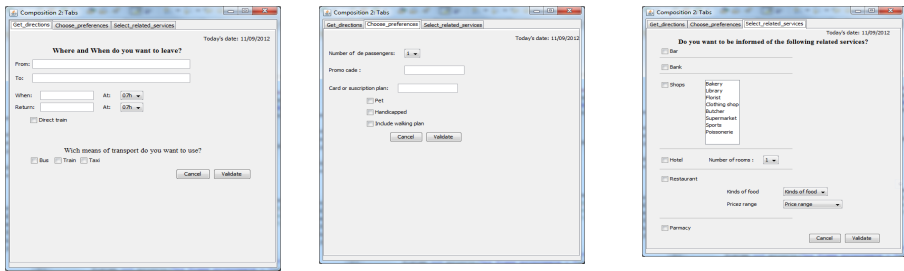 Composition 2: Tabs
Get_directions Choose_preferences Select_related_services
Today's date: 11/09/2012
Where and When do you want to leave?
From:
To:
When: At: 07h
Return: At: 07h
Direct train
Wich means of transport do you want to use?
Bus Train Taxi
Cancel Validate
Composition 2: Tabs
Get_directions Choose_preferences Select_related_services
Today's date: 11/09/2012
Number of de passengers: 1
Promo cade :
Card or suscription plan:
Pet
Handicapped
Include walking plan
Cancel Validate
Composition 2: Tabs
Get_directions Choose_preferences Select_related_services
Today's date: 11/09/2012
Do you want to be informed of the following related services?
Bar
Bank
Shops Bakery
Library
Florist
Clothing shop
Butcher
Supermarket
Sports
Poissonerie
Hotel Number of rooms : 1
Restaurant
Kinds of food Kinds of food
Pricez range Price range
Parmacy
Cancel Validate